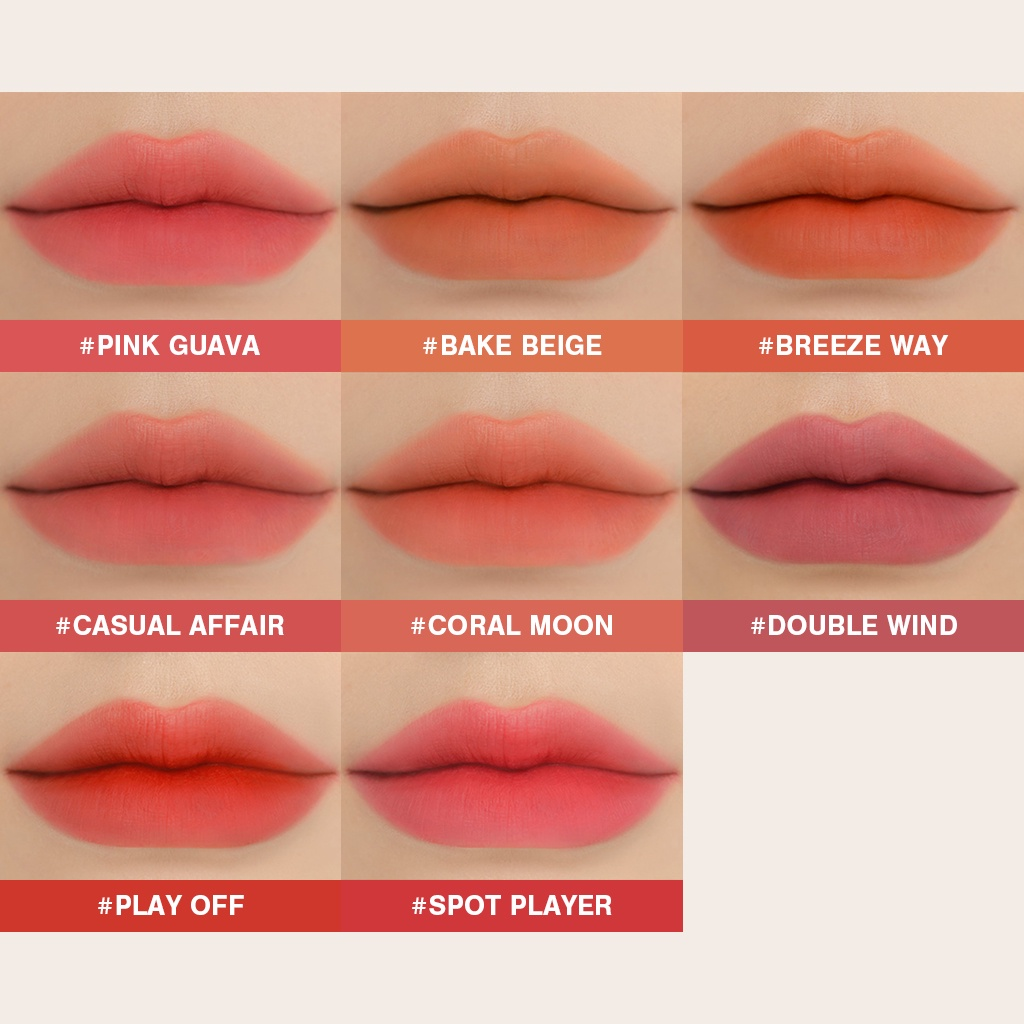 #PINK GUAVA
#BAKE BEIGE
#BREEZE WAY
#CASUAL AFFAIR
#CORAL MOON
#DOUBLE WIND
#PLAY OFF
#SPOT PLAYER